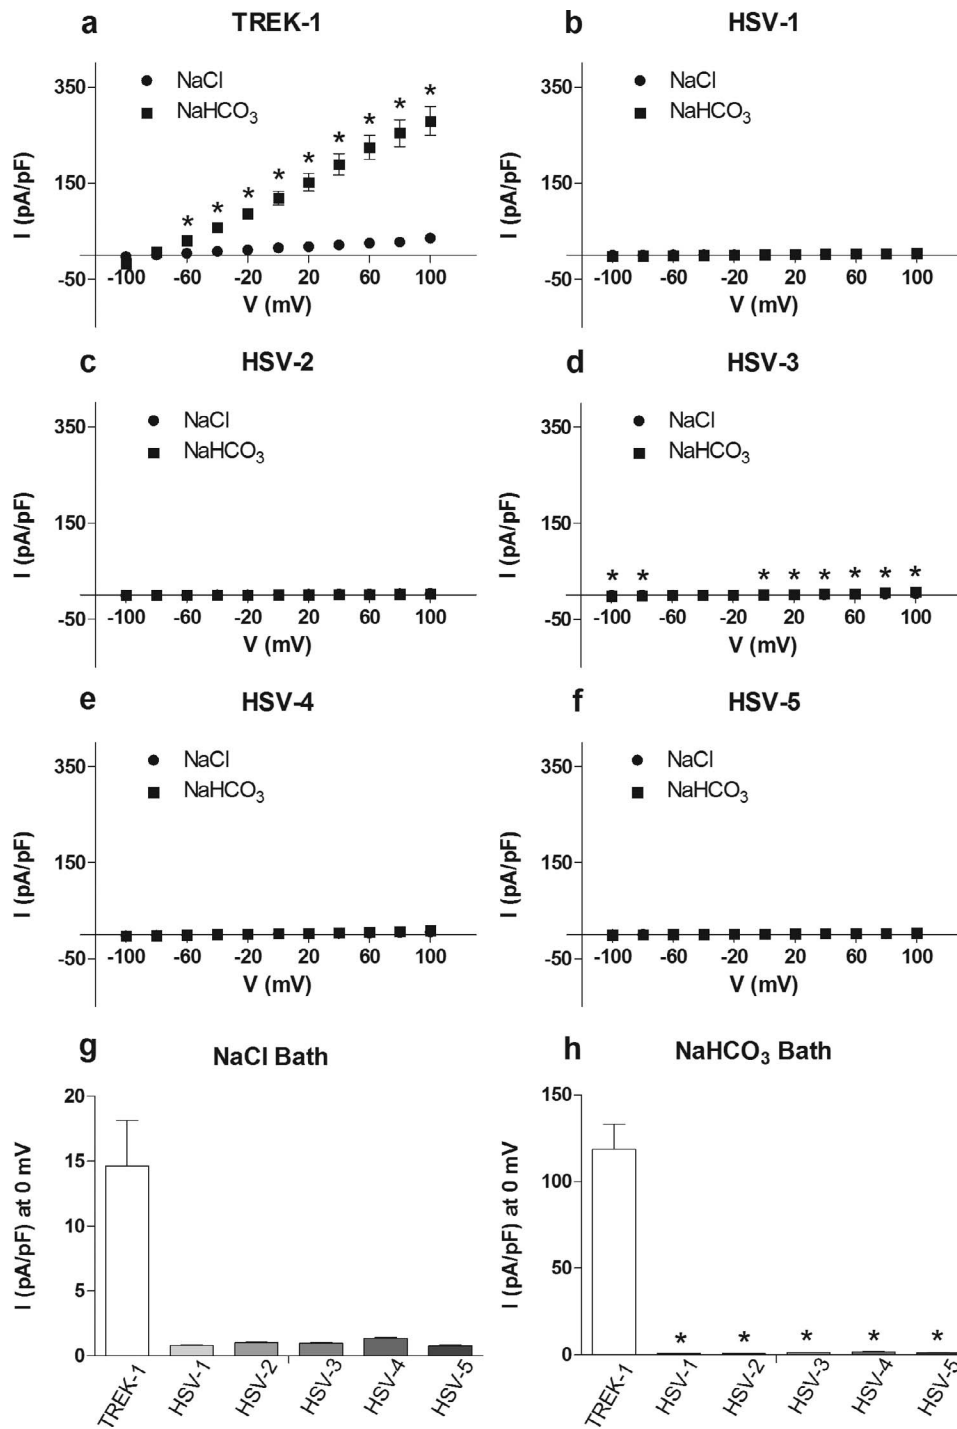 a TREK-1
NaCl
NaHCO3
* * * * * * * * *
350
150
-50
I (pA/pF)
-100 -60 -20 20 60 100
V (mV)
b HSV-1
NaCl
NaHCO3
350
150
-50
I (pA/pF)
-100 -60 -20 20 60 100
V (mV)
c HSV-2
NaCl
NaHCO3
350
150
-50
I (pA/pF)
-100 -60 -20 20 60 100
V (mV)
d HSV-3
NaCl
NaHCO3
350
150
* * * * * * * *
-50
I (pA/pF)
-100 -60 -20 20 60 100
V (mV)
e HSV-4
NaCl
NaHCO3
350
150
-50
I (pA/pF)
-100 -60 -20 20 60 100
V (mV)
f HSV-5
NaCl
NaHCO3
350
150
-50
I (pA/pF)
-100 -60 -20 20 60 100
V (mV)
g NaCl Bath
20
15
10
5
0
I (pA/pF) at 0 mV
TREK-1 HSV-1 HSV-2 HSV-3 HSV-4 HSV-5
h NaHCO3 Bath
150
100
50
0
* * * * *
I (pA/pF) at 0 mV
TREK-1 HSV-1 HSV-2 HSV-3 HSV-4 HSV-5